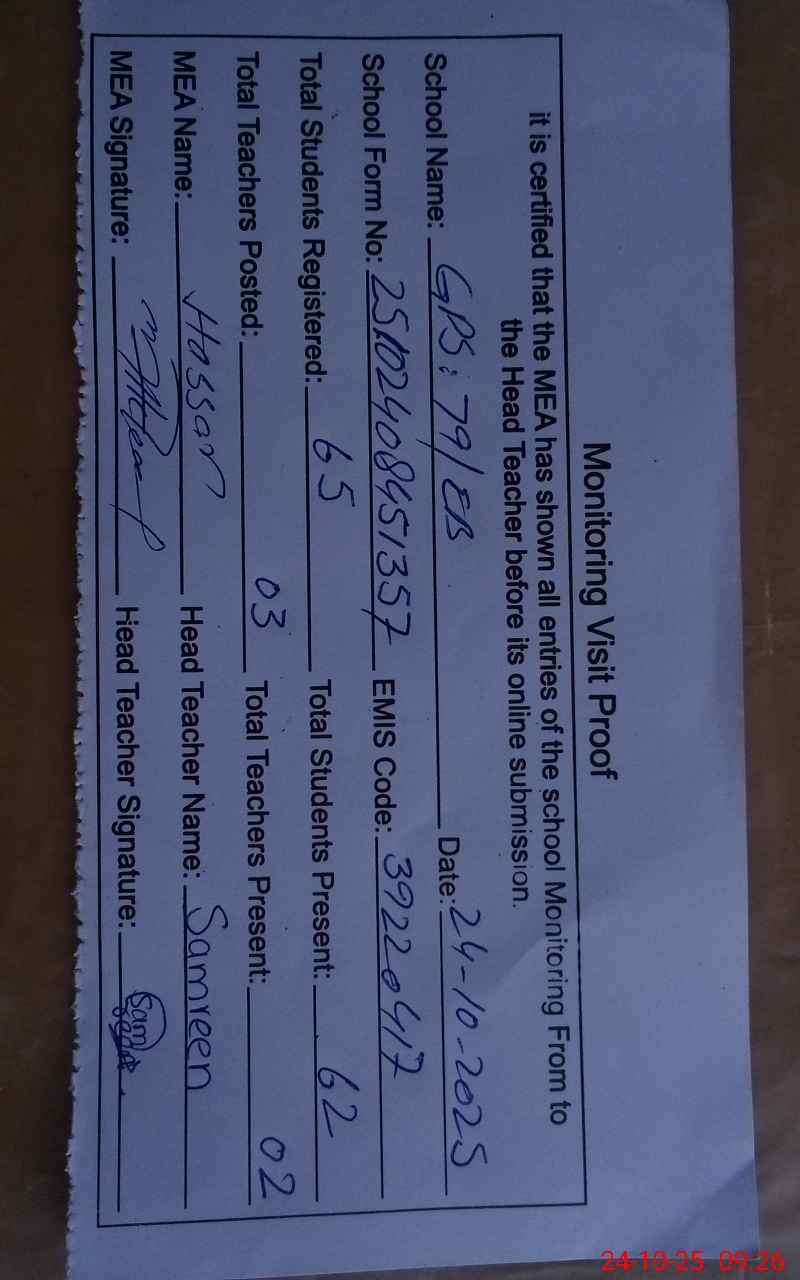 Monitoring Visit Proof
it is certified that the MEA has shown all entries of the school Monitoring From to
the Head Teacher before its online submission.
School Name: GPS: 79/EB Date: 24-10-2025
School Form No: 25102408451357 EMIS Code: 39220417
Total Students Registered: 65 Total Students Present: 62
Total Teachers Posted: 03 Total Teachers Present: 02
MEA Name: Hassan Head Teacher Name: Samreen
MEA Signature: Head Teacher Signature: Sam
24-10-25 09:26